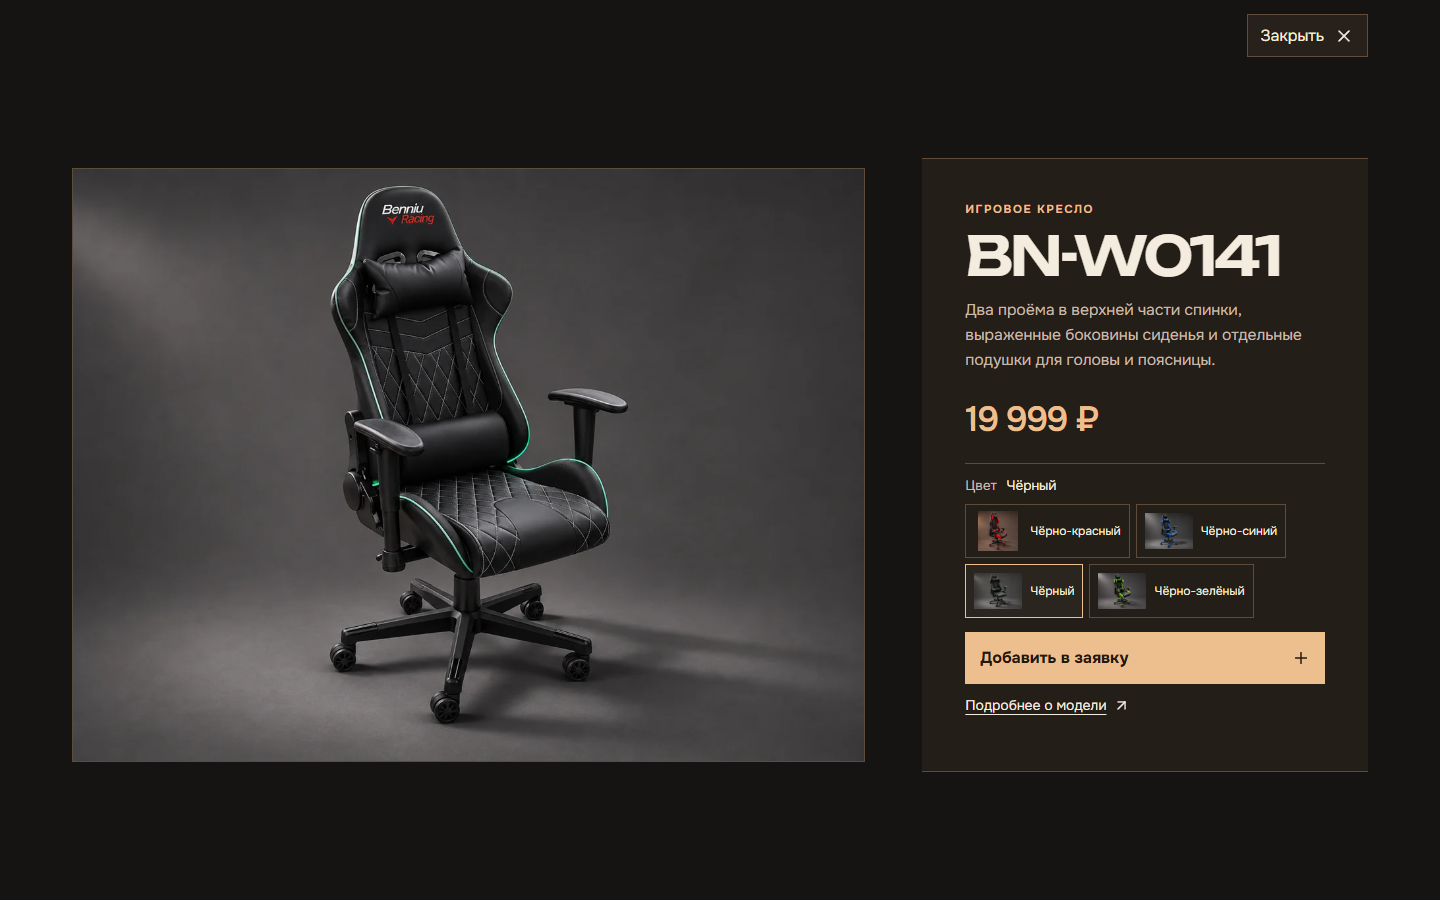 Закрыть
Benniu
Racing
ИГРОВОЕ КРЕСЛО
BN-WO141
Два проёма в верхней части спинки,
выраженные боковины сиденья и отдельные
подушки для головы и поясницы.
19 999 ₽
Цвет Чёрный
Чёрно-красный
Чёрно-синий
Чёрный
Чёрно-зелёный
Добавить в заявку
Подробнее о модели